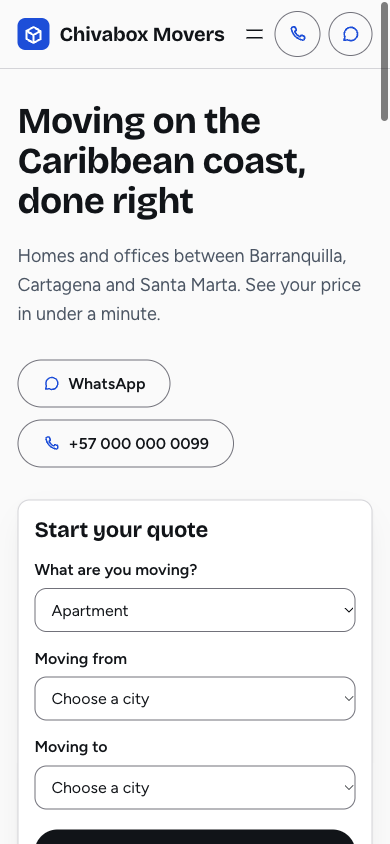 Chivabox Movers
Moving on the
Caribbean coast,
done right
Homes and offices between Barranquilla,
Cartagena and Santa Marta. See your price
in under a minute.
WhatsApp
+57 000 000 0099
Start your quote
What are you moving?
Apartment
Moving from
Choose a city
Moving to
Choose a city